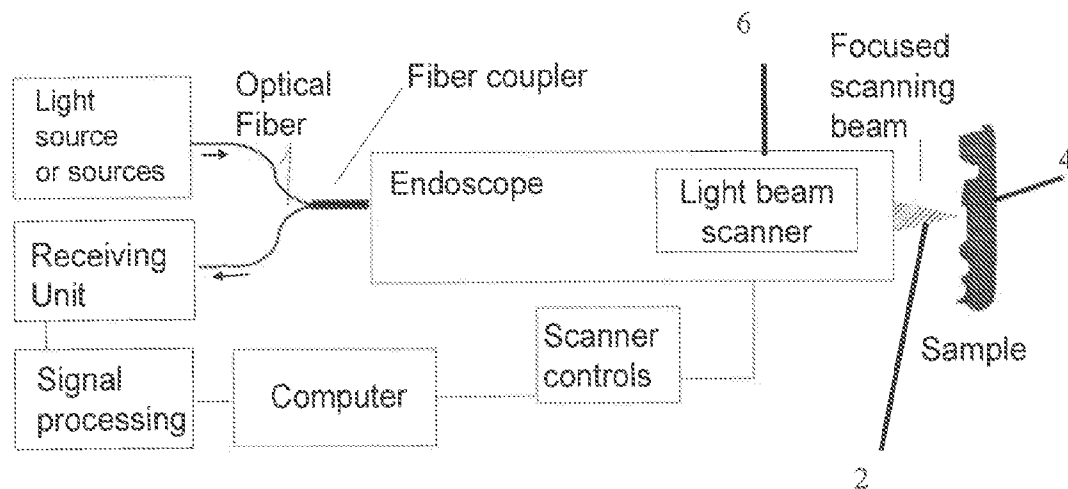 6
Focused
scanning
beam
4
Light
source
or sources
Optical
Fiber
Fiber coupler
Endoscope
Light beam
scanner
Receiving
Unit
Scanner
controls
Sample
Signal
processing
Computer
2